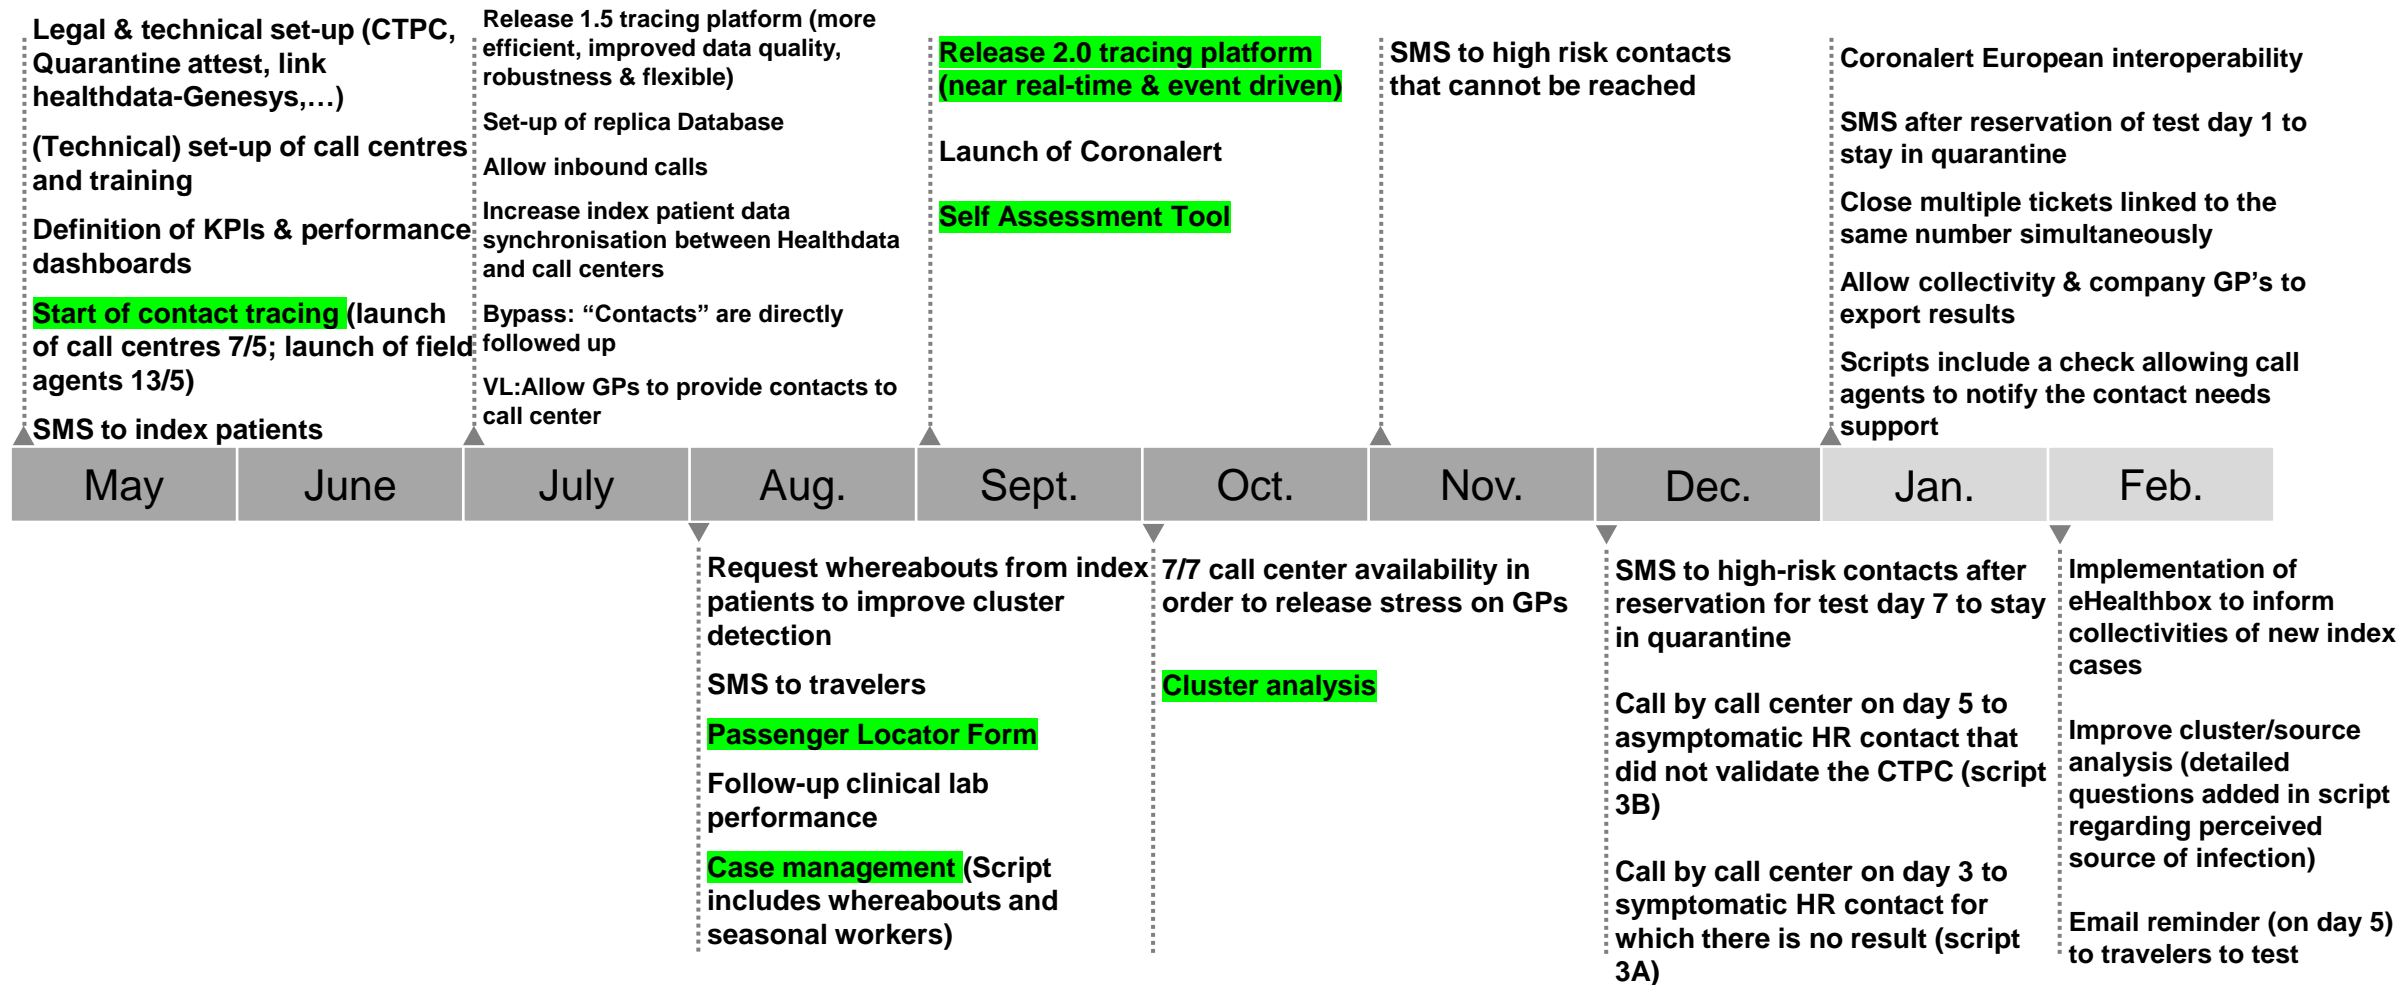 Legal & technical set-up (CTPC,
Quarantine attest, link
healthdata-Genesys,…)
(Technical) set-up of call centres
and training
Definition of KPIs & performance
dashboards
Start of contact tracing (launch
of call centres 7/5; launch of field
agents 13/5)
SMS to index patients
Release 1.5 tracing platform (more
efficient, improved data quality,
robustness & flexible)
Set-up of replica Database
Allow inbound calls
Increase index patient data
synchronisation between Healthdata
and call centers
Bypass: “Contacts” are directly
followed up
VL:Allow GPs to provide contacts to
call center
Release 2.0 tracing platform
(near real-time & event driven)
Launch of Coronalert
Self Assessment Tool
SMS to high risk contacts
that cannot be reached
Coronalert European interoperability
SMS after reservation of test day 1 to
stay in quarantine
Close multiple tickets linked to the
same number simultaneously
Allow collectivity & company GP’s to
export results
Scripts include a check allowing call
agents to notify the contact needs
support
May June July Aug. Sept. Oct. Nov. Dec. Jan. Feb.
Request whereabouts from index
patients to improve cluster
detection
SMS to travelers
Passenger Locator Form
Follow-up clinical lab
performance
Case management (Script
includes whereabouts and
seasonal workers)
7/7 call center availability in
order to release stress on GPs
Cluster analysis
SMS to high-risk contacts after
reservation for test day 7 to stay
in quarantine
Call by call center on day 5 to
asymptomatic HR contact that
did not validate the CTPC (script
3B)
Call by call center on day 3 to
symptomatic HR contact for
which there is no result (script
3A)
Implementation of
eHealthbox to inform
collectivities of new index
cases
Improve cluster/source
analysis (detailed
questions added in script
regarding perceived
source of infection)
Email reminder (on day 5)
to travelers to test